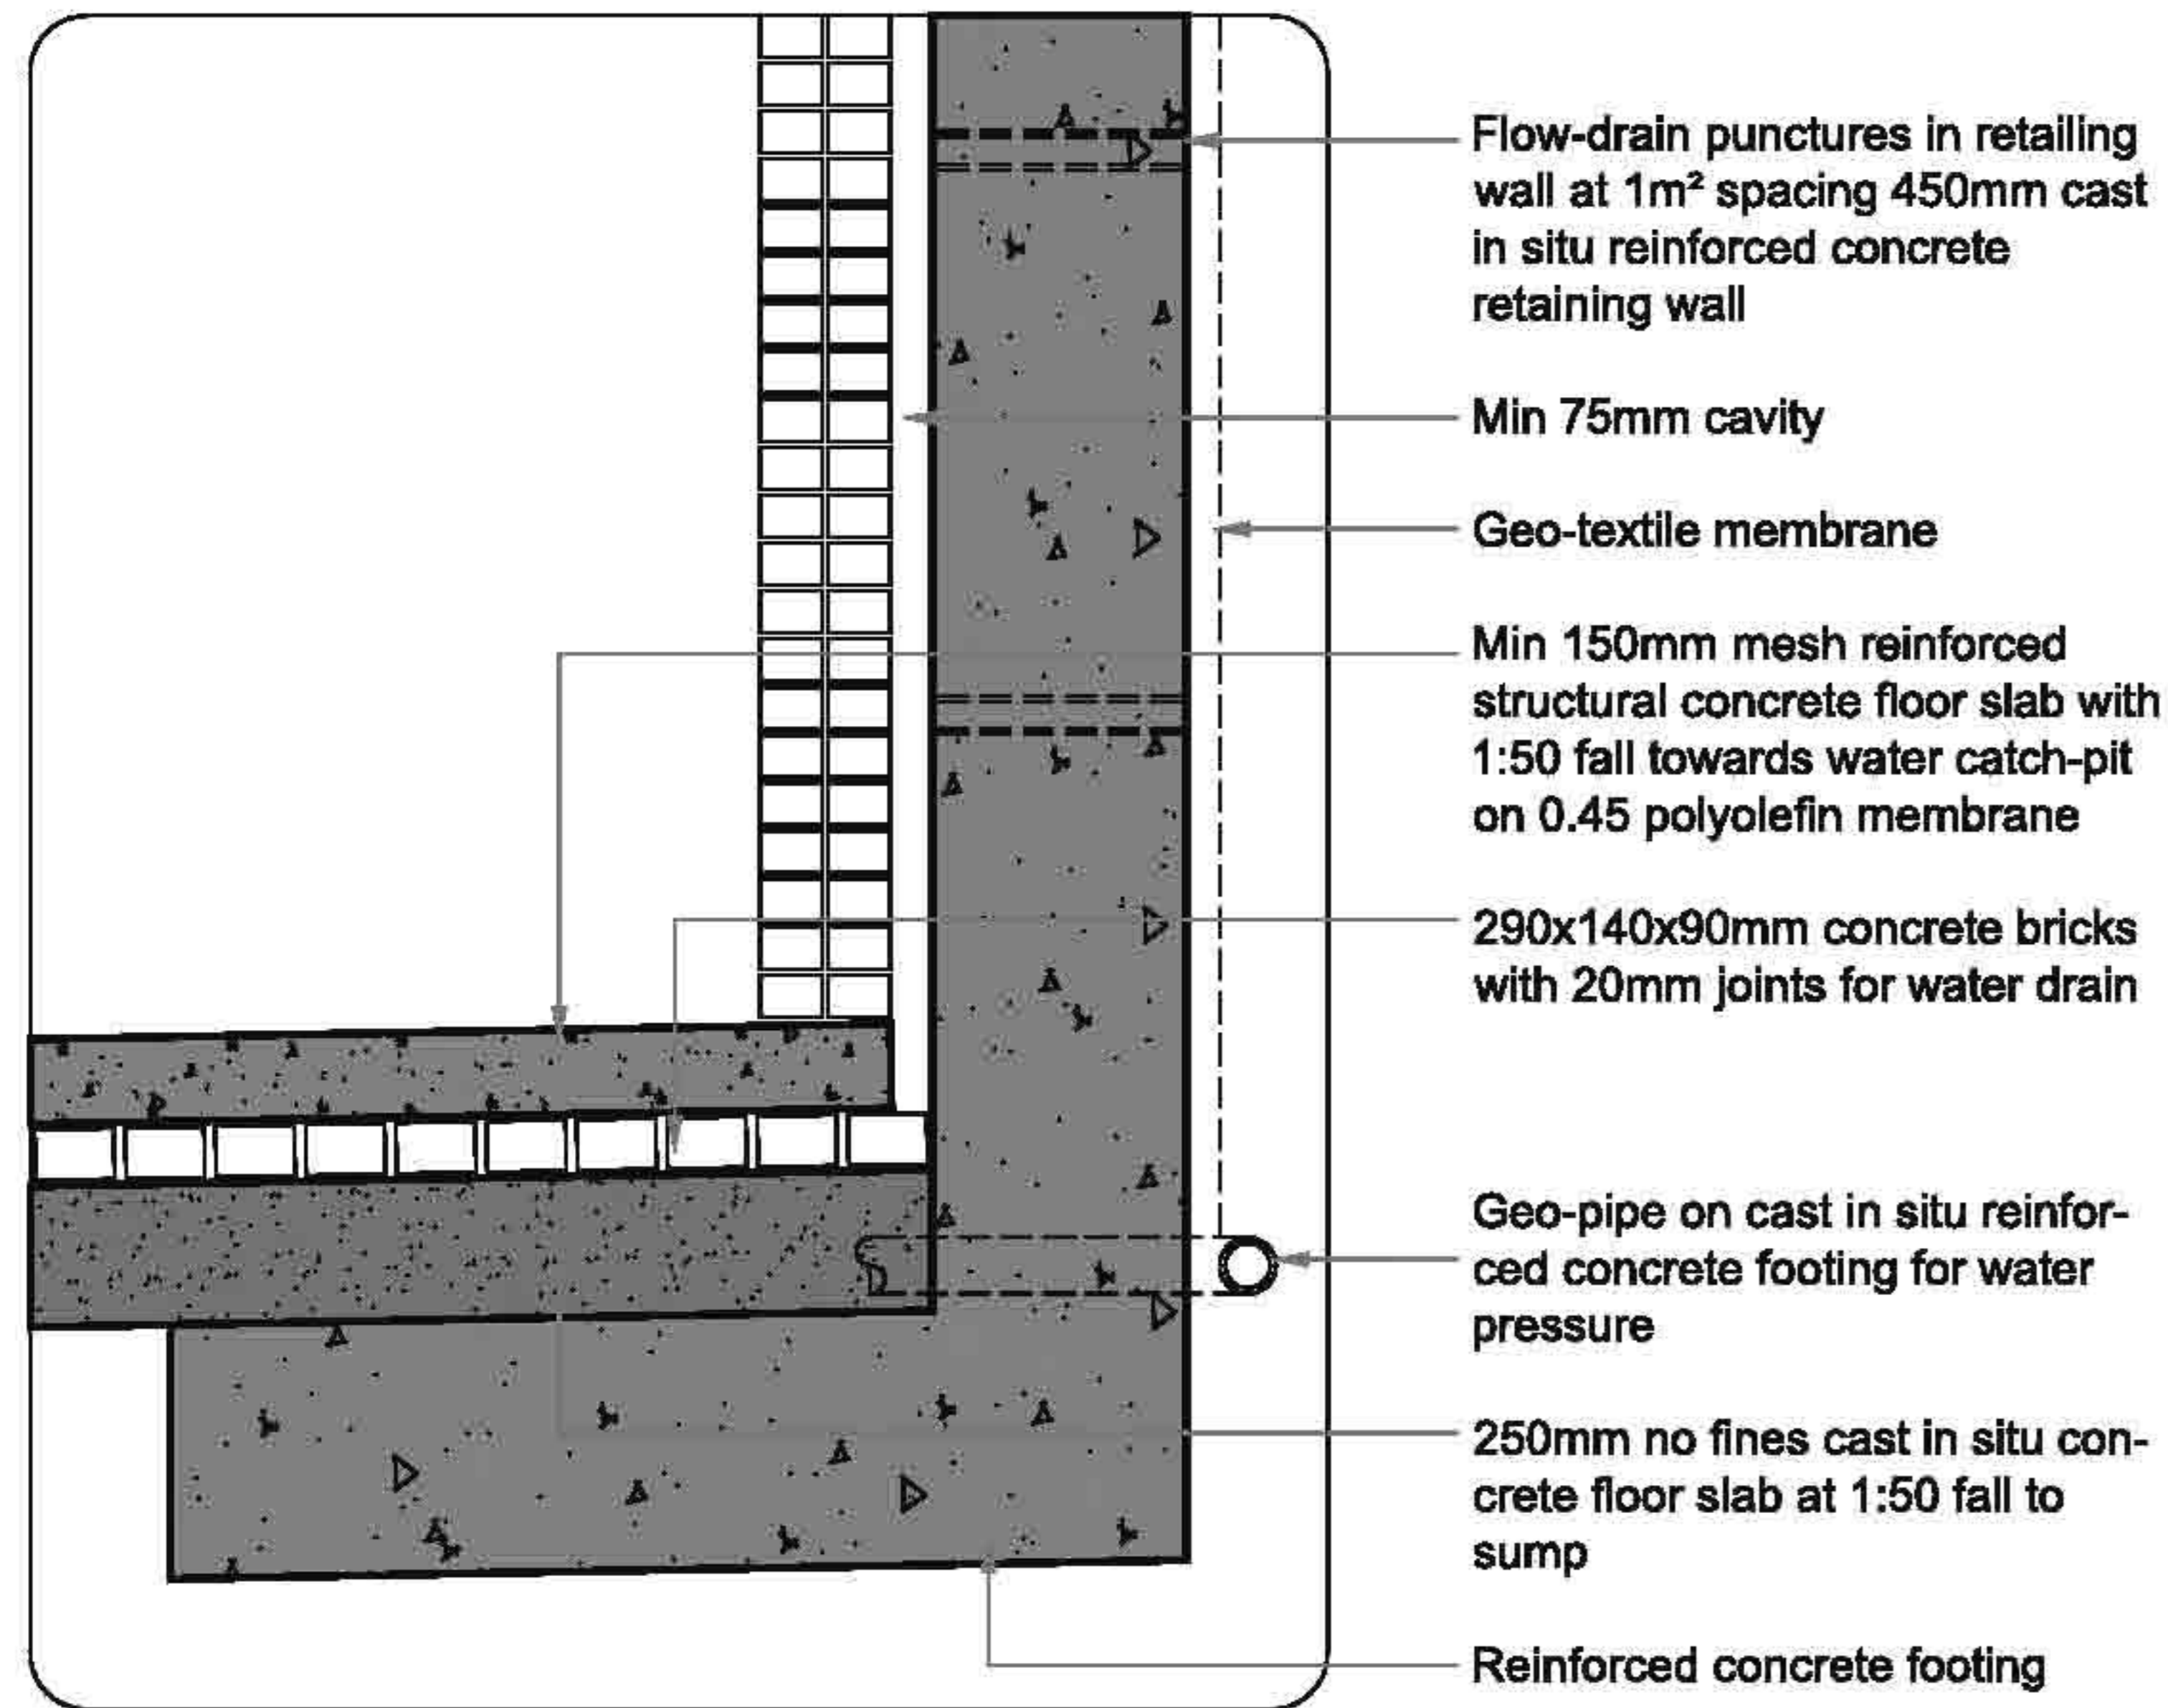 Flow-drain punctures in retailing
wall at 1m² spacing 450mm cast
in situ reinforced concrete
retaining wall
Min 75mm cavity
Geo-textile membrane
Min 150mm mesh reinforced
structural concrete floor slab with
1:50 fall towards water catch-pit
on 0.45 polyolefin membrane
290x140x90mm concrete bricks
with 20mm joints for water drain
Geo-pipe on cast in situ reinfor-
ced concrete footing for water
pressure
250mm no fines cast in situ con-
crete floor slab at 1:50 fall to
sump
Reinforced concrete footing